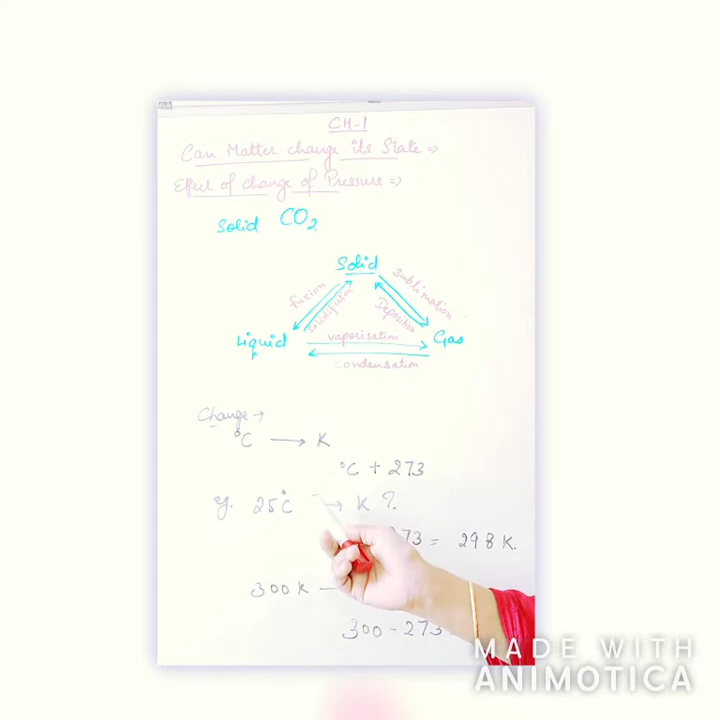 CH-1
Can Matter change its State ⇒
Effect of change of Pressure ⇒
Solid CO₂
Solid
fusion
Solidification
Sublimation
Deposition
Liquid
vaporisation
Gas
condensation
Change →
°C → K
°C + 273
eg. 25°C → K ?
273 = 298 K.
300 K
300 - 273
MADE WITH
ANIMOTICA